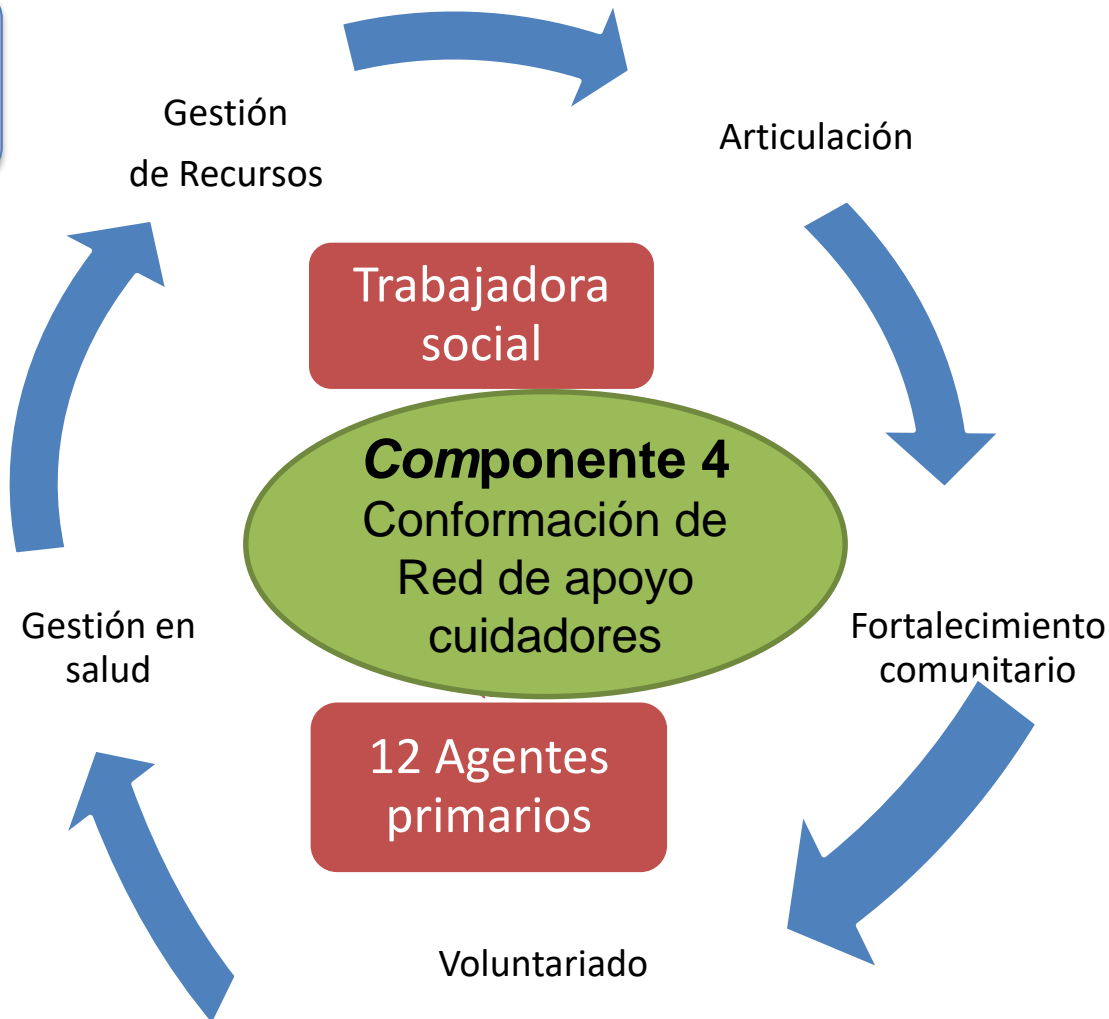 Gestión
de Recursos
Articulación
Trabajadora
social
Componente 4
Conformación de
Red de apoyo
cuidadores
Gestión en
salud
Fortalecimiento
comunitario
12 Agentes
primarios
Voluntariado